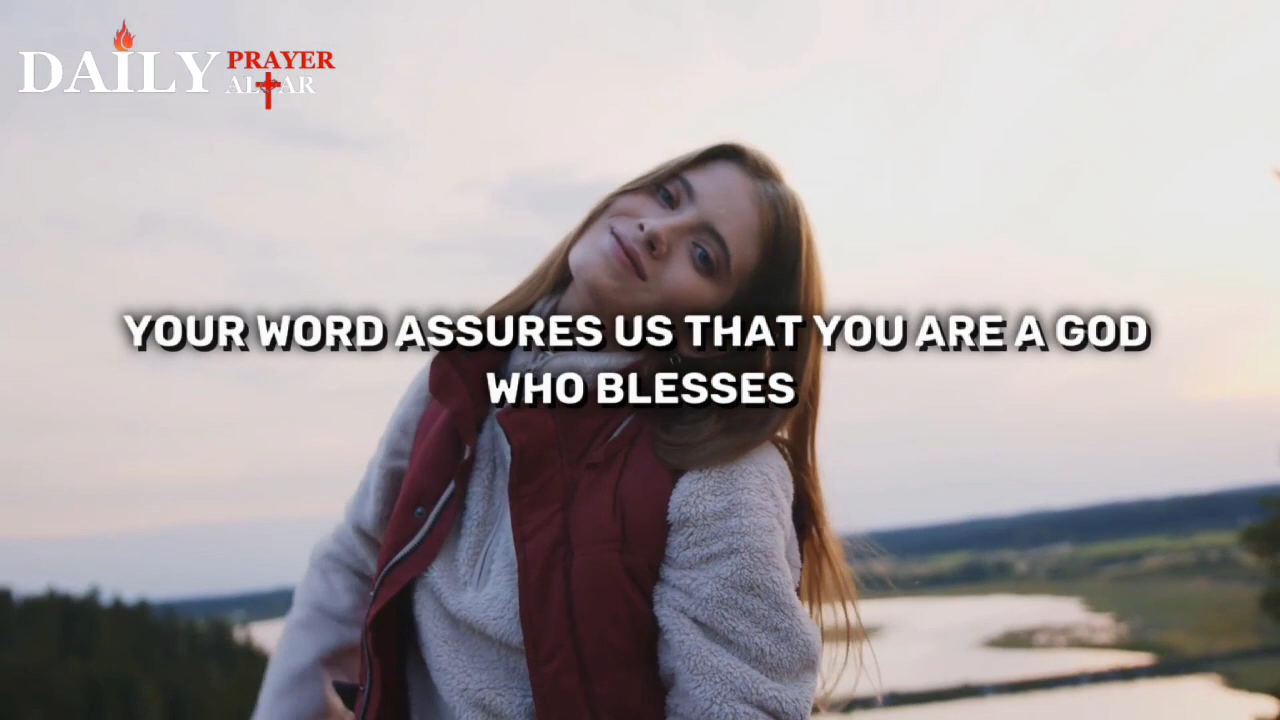 DAILY PRAYER
ALTAR
YOUR WORD ASSURES US THAT YOU ARE A GOD
WHO BLESSES